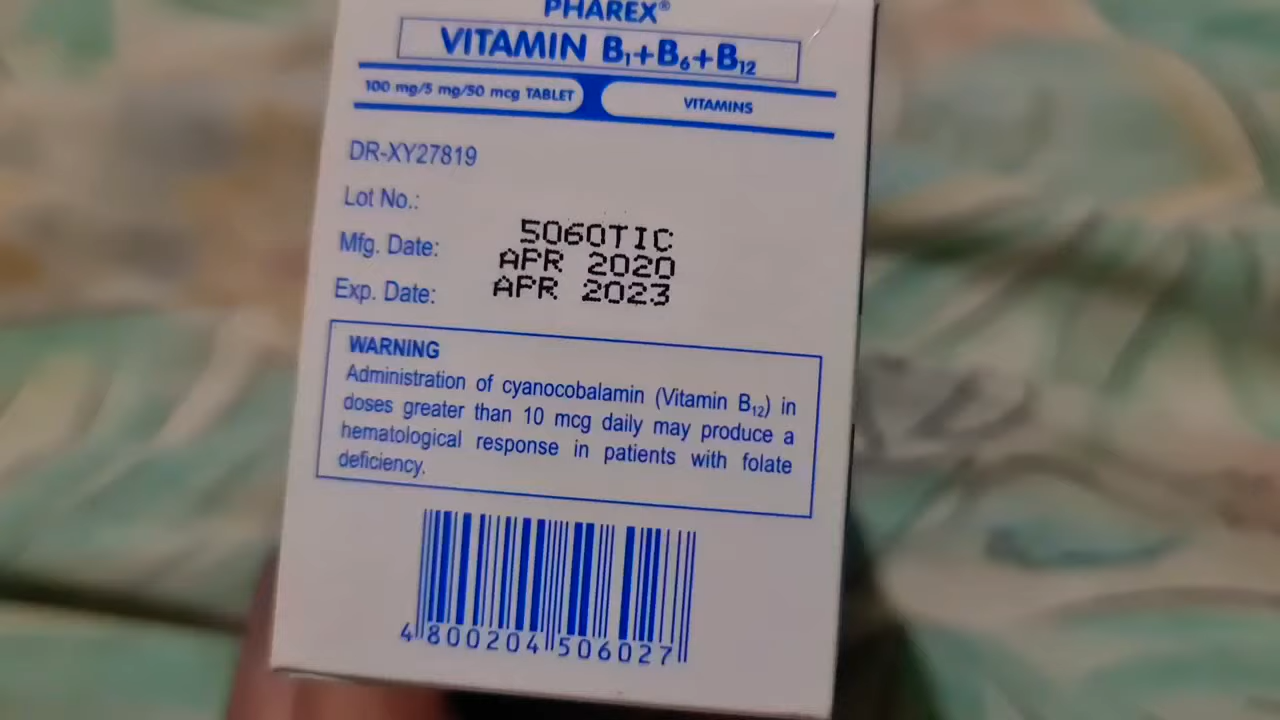 PHAREX®
VITAMIN B₁+B₆+B₁₂
100 mg/5 mg/50 mcg TABLET
VITAMINS
DR-XY27819
Lot No.: 5060TIC
Mfg. Date: APR 2020
Exp. Date: APR 2023
WARNING
Administration of cyanocobalamin (Vitamin B₁₂) in
doses greater than 10 mcg daily may produce a
hematological response in patients with folate
deficiency.
4 800204 506027